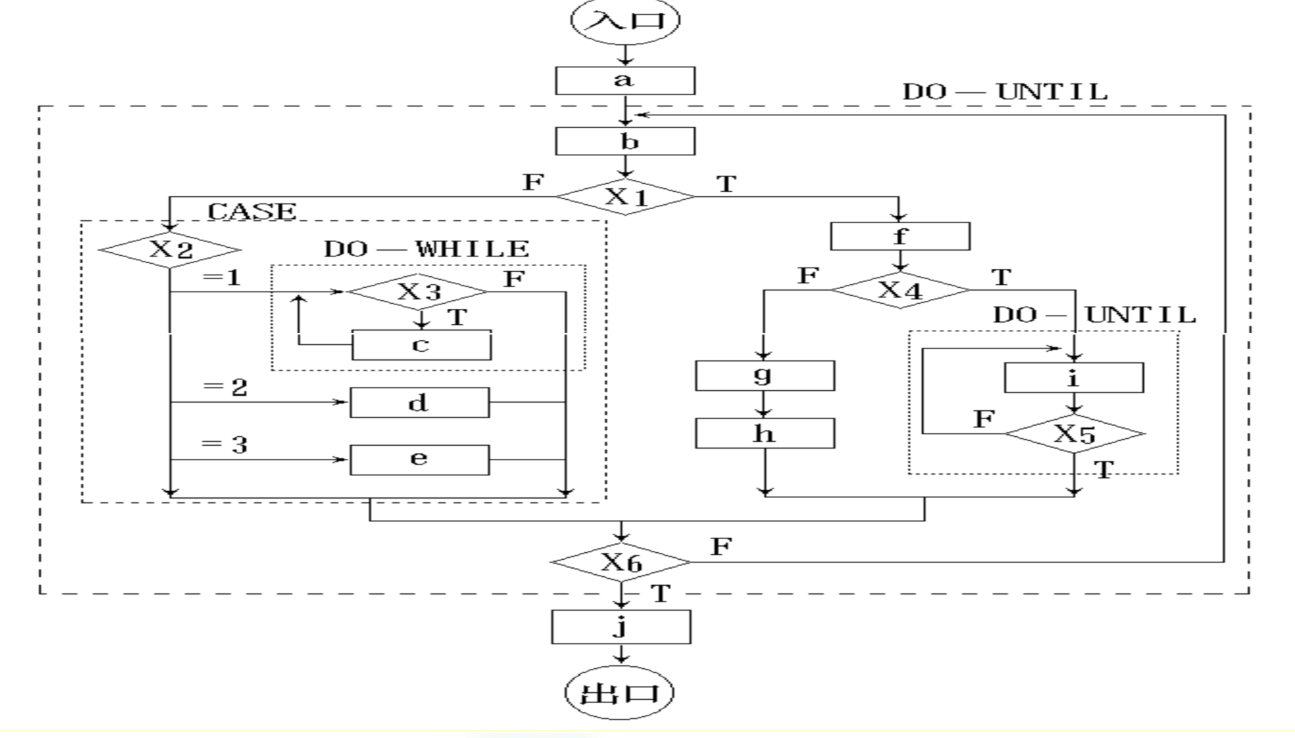 入口
a
DO－UNTIL
b
F X1 T
CASE
f
X2
DO－WHILE
=1
X3
F
F X4 T
T
DO－UNTIL
c
g
i
=2
d
h
F X5
=3
e
T
X6
F
T
j
出口